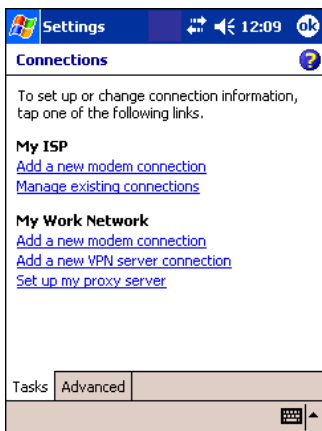 Settings 12:09 ok
Connections ?
To set up or change connection information,
tap one of the following links.
My ISP
Add a new modem connection
Manage existing connections
My Work Network
Add a new modem connection
Add a new VPN server connection
Set up my proxy server
Tasks Advanced